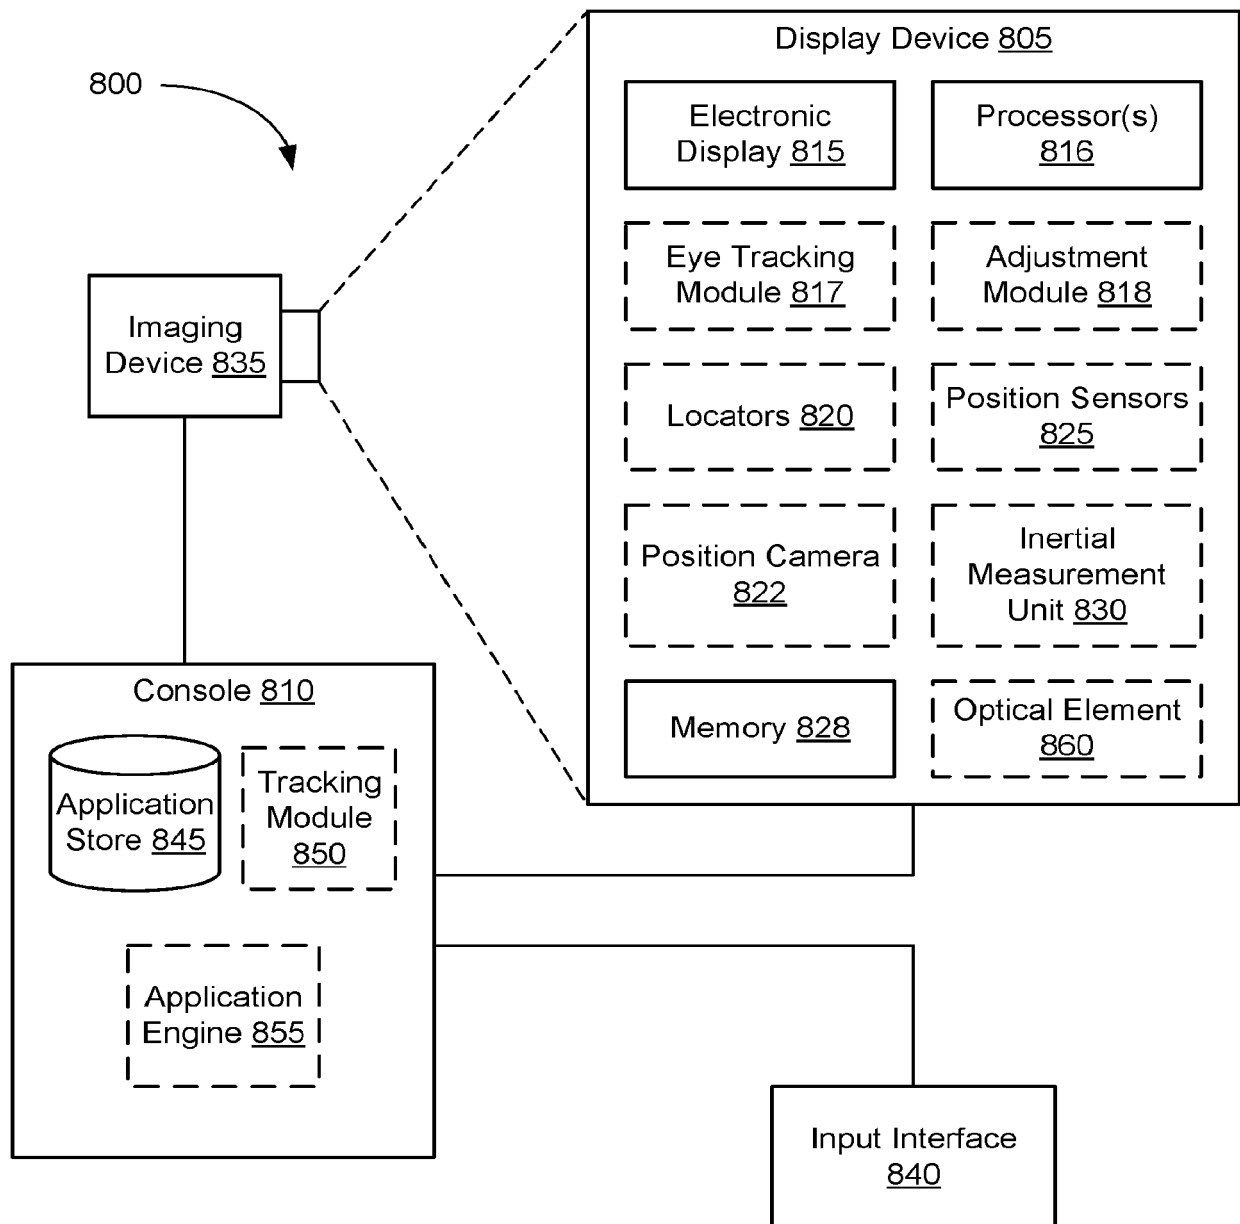 800
Display Device 805
Electronic
Display 815
Processor(s)
816
Eye Tracking
Module 817
Adjustment
Module 818
Imaging
Device 835
Locators 820
Position Sensors
825
Position Camera
822
Inertial
Measurement
Unit 830
Memory 828
Optical Element
860
Console 810
Application
Store 845
Tracking
Module
850
Application
Engine 855
Input Interface
840